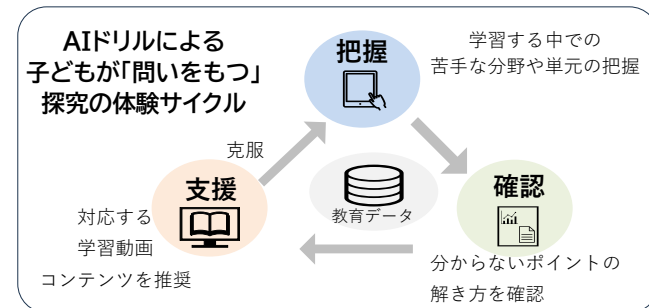 AIドリルによる
子どもが「問いをもつ」
探究の体験サイクル
把握
学習する中での
苦手な分野や単元の把握
克服
支援
対応する
学習動画
コンテンツを推奨
教育データ
確認
分からないポイントの
解き方を確認